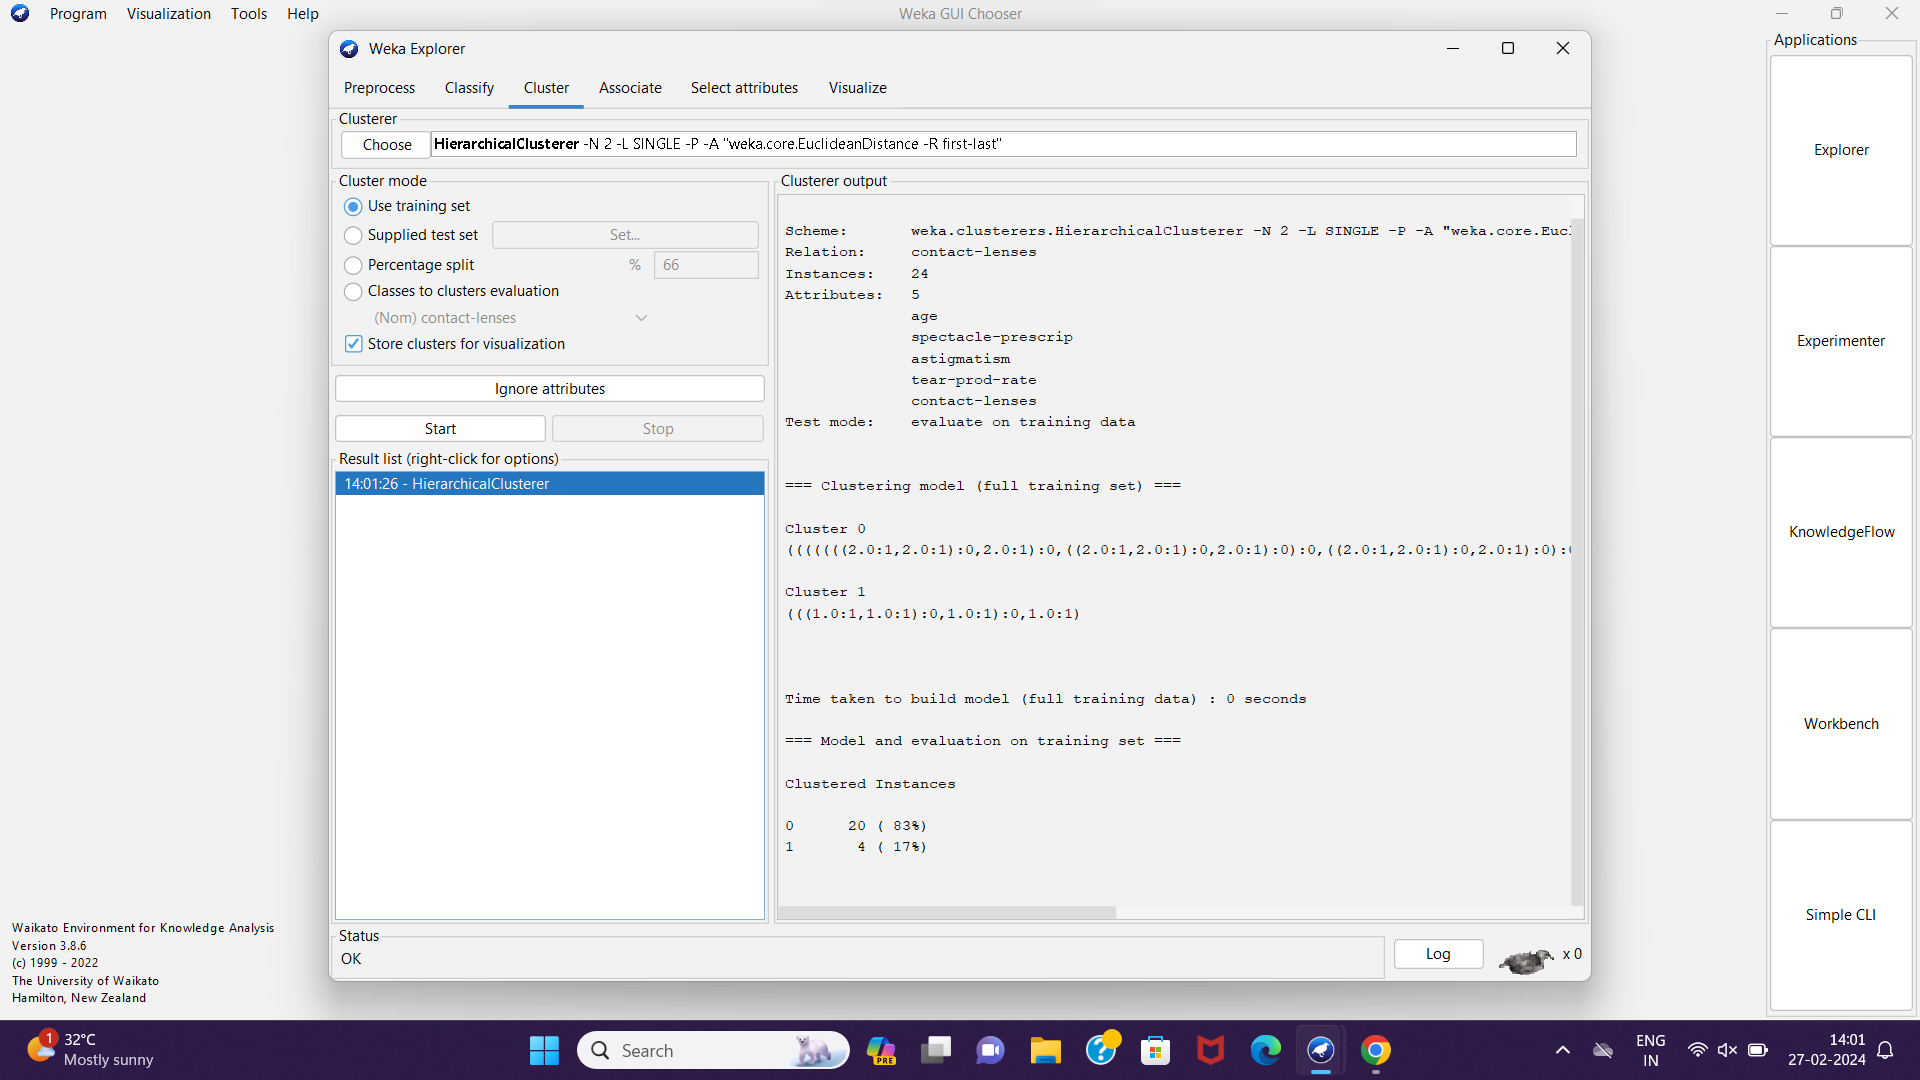 Program Visualization Tools Help
Weka GUI Chooser
Weka Explorer
Preprocess Classify Cluster Associate Select attributes Visualize
Clusterer
Choose HierarchicalClusterer -N 2 -L SINGLE -P -A "weka.core.EuclideanDistance -R first-last"
Cluster mode
Use training set
Supplied test set Set...
Percentage split % 66
Classes to clusters evaluation
(Nom) contact-lenses
Store clusters for visualization
Ignore attributes
Start Stop
Result list (right-click for options)
14:01:26 - HierarchicalClusterer
Clusterer output
Scheme: weka.clusterers.HierarchicalClusterer -N 2 -L SINGLE -P -A "weka.core.Euc
Relation: contact-lenses
Instances: 24
Attributes: 5
age
spectacle-prescrip
astigmatism
tear-prod-rate
contact-lenses
Test mode: evaluate on training data
=== Clustering model (full training set) ===
Cluster 0
(((((((2.0:1,2.0:1):0,2.0:1):0,((2.0:1,2.0:1):0,2.0:1):0):0,((2.0:1,2.0:1):0,2.0:1):0):
Cluster 1
(((1.0:1,1.0:1):0,1.0:1):0,1.0:1)
Time taken to build model (full training data) : 0 seconds
=== Model and evaluation on training set ===
Clustered Instances
0 20 ( 83%)
1 4 ( 17%)
Status
OK
Log
x 0
Applications
Explorer
Experimenter
KnowledgeFlow
Workbench
Simple CLI
Waikato Environment for Knowledge Analysis
Version 3.8.6
(c) 1999 - 2022
The University of Waikato
Hamilton, New Zealand
1
32°C
Mostly sunny
Search
PRE
ENG
IN
14:01
27-02-2024